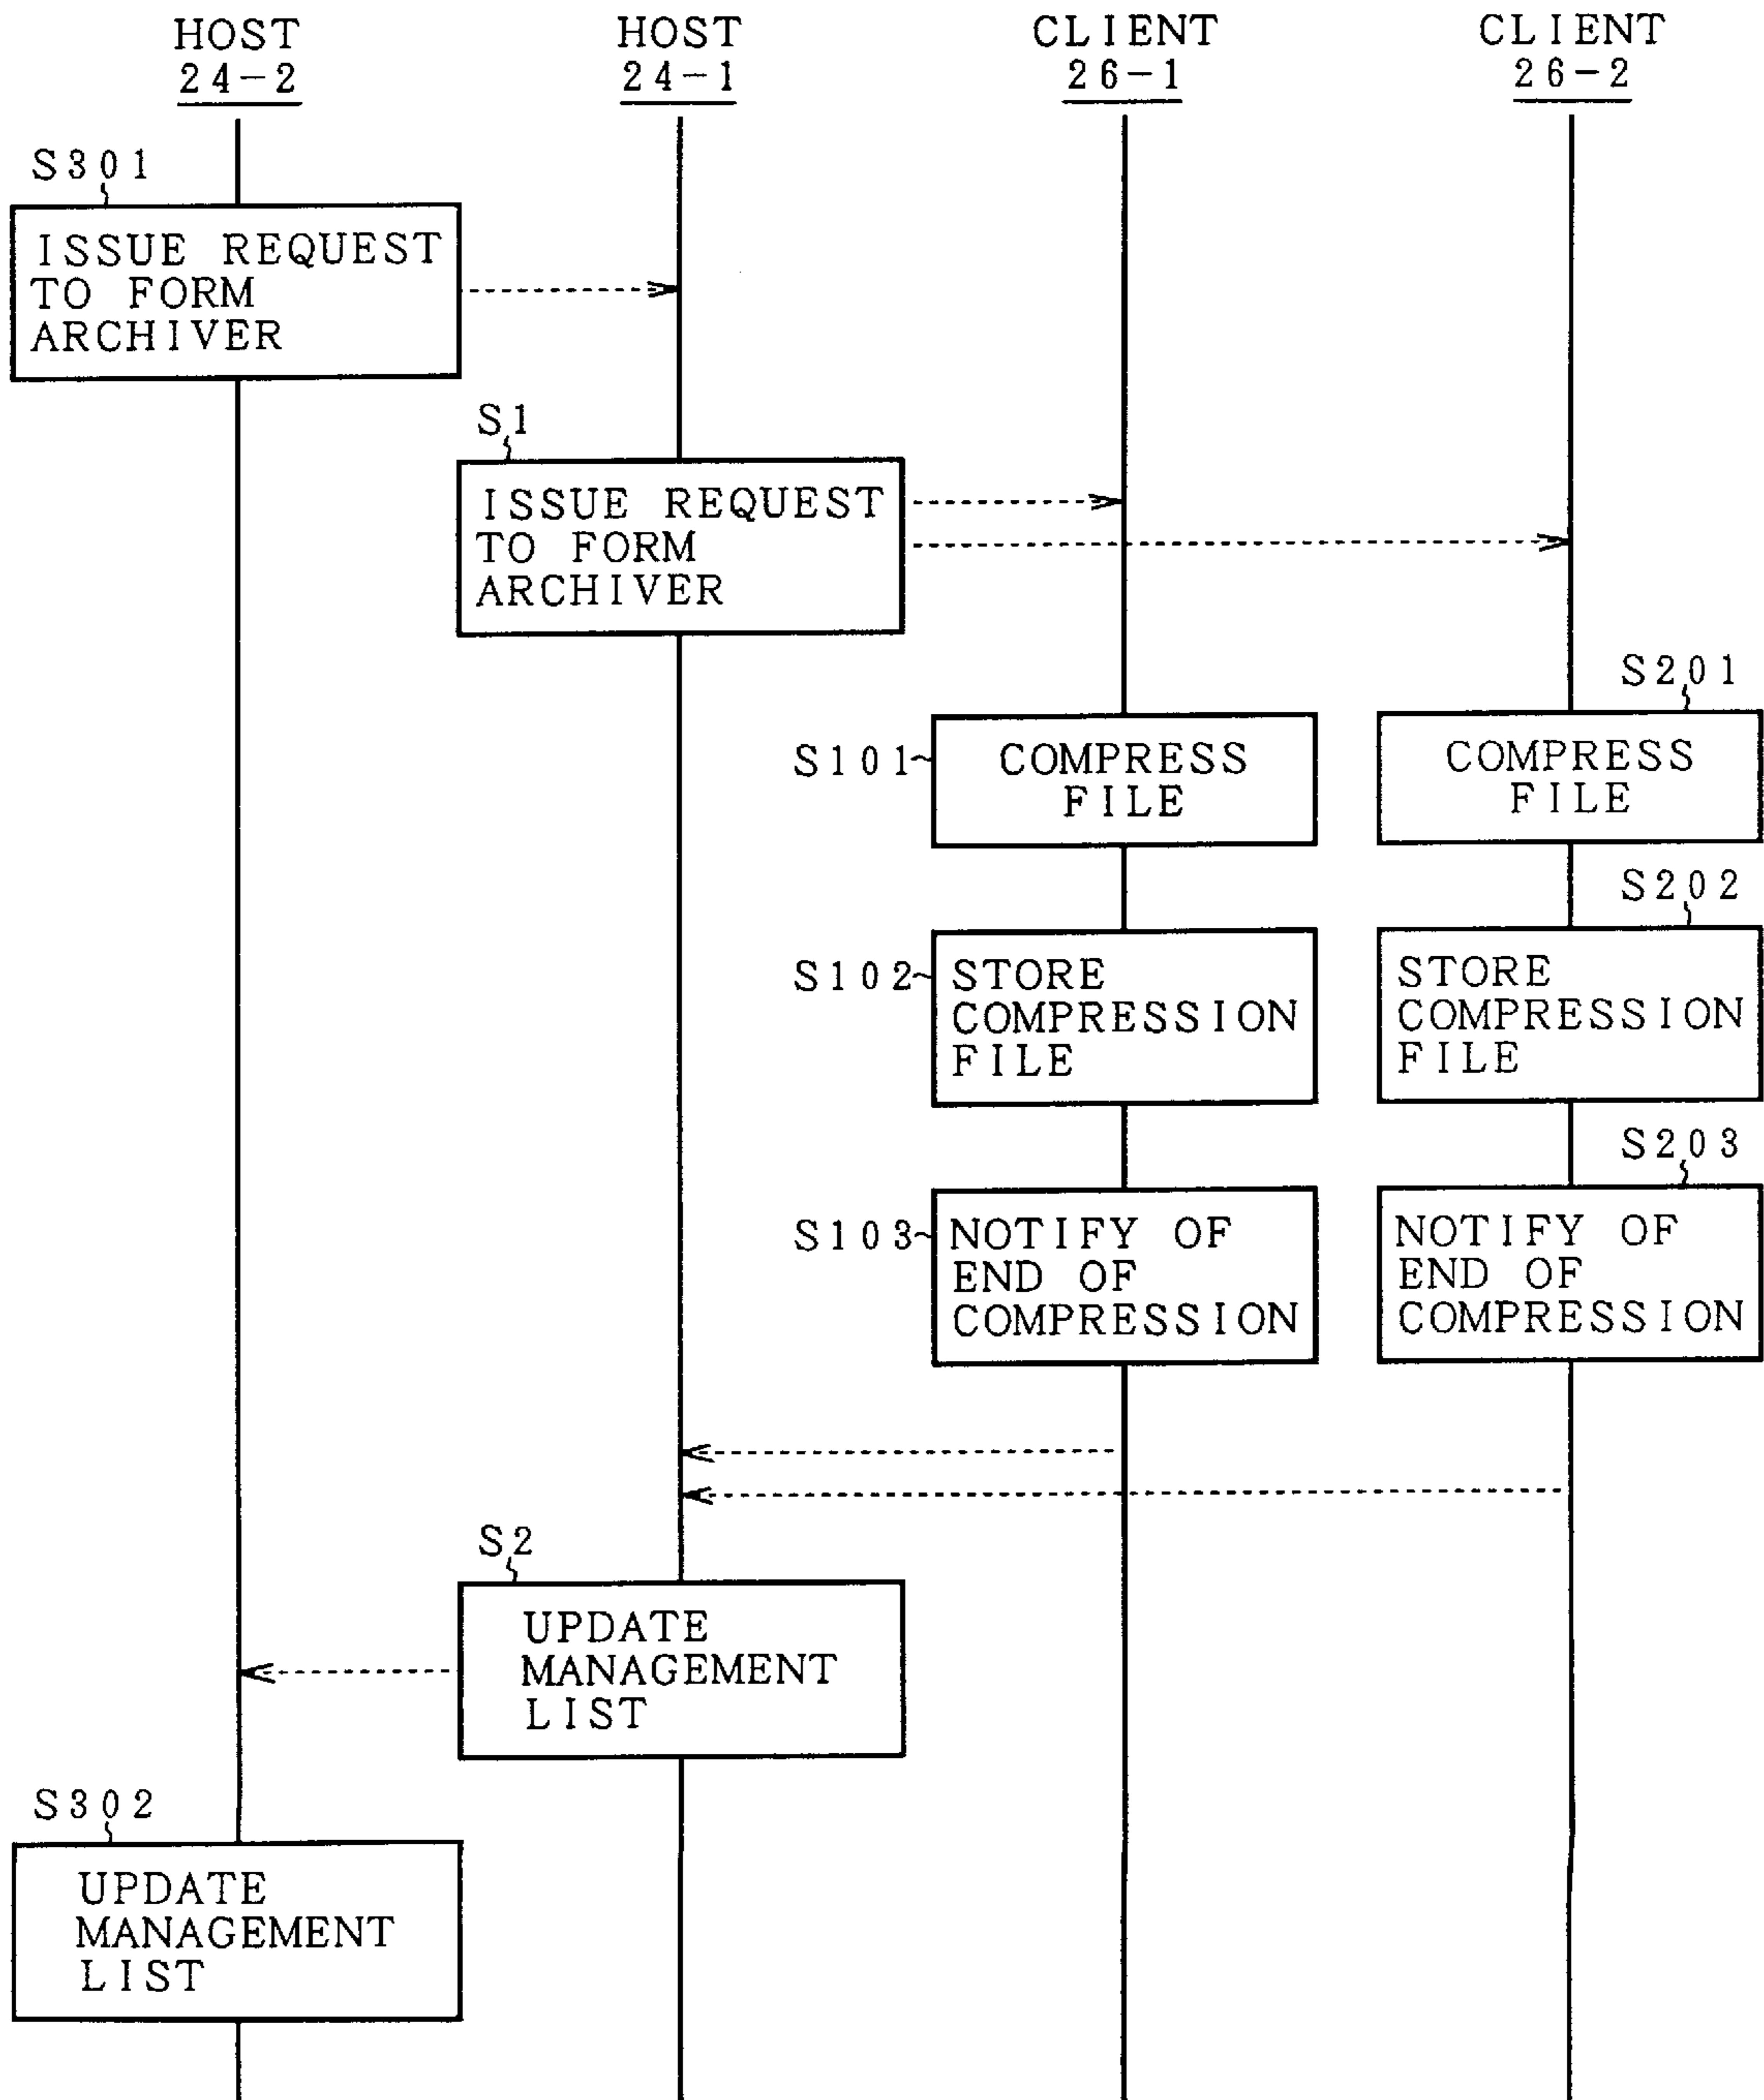 HOST
24-2
HOST
24-1
CLIENT
26-1
CLIENT
26-2
S301
ISSUE REQUEST
TO FORM
ARCHIVER
S1
ISSUE REQUEST
TO FORM
ARCHIVER
S101
COMPRESS
FILE
S201
COMPRESS
FILE
S102
STORE
COMPRESSION
FILE
S202
STORE
COMPRESSION
FILE
S103
NOTIFY OF
END OF
COMPRESSION
S203
NOTIFY OF
END OF
COMPRESSION
S2
UPDATE
MANAGEMENT
LIST
S302
UPDATE
MANAGEMENT
LIST